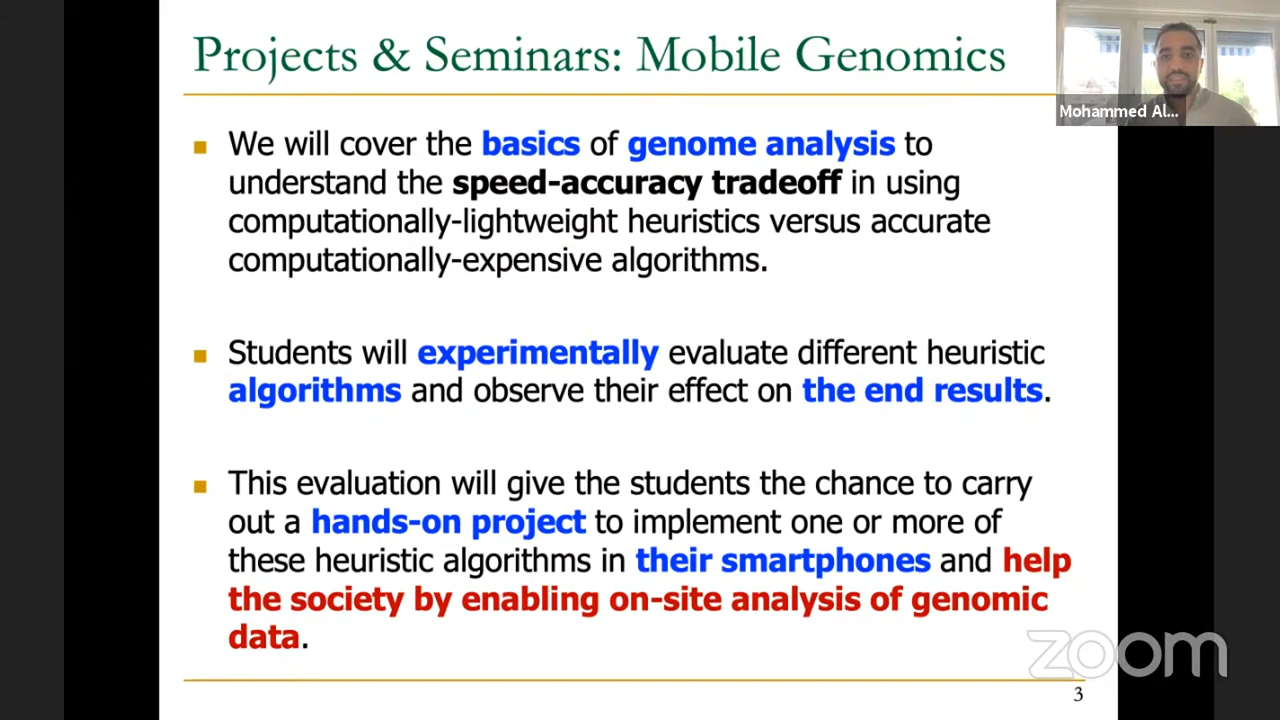 Projects & Seminars: Mobile Genomics
Mohammed Al...
We will cover the basics of genome analysis to
understand the speed-accuracy tradeoff in using
computationally-lightweight heuristics versus accurate
computationally-expensive algorithms.
Students will experimentally evaluate different heuristic
algorithms and observe their effect on the end results.
This evaluation will give the students the chance to carry
out a hands-on project to implement one or more of
these heuristic algorithms in their smartphones and help
the society by enabling on-site analysis of genomic
data.
zoom
3